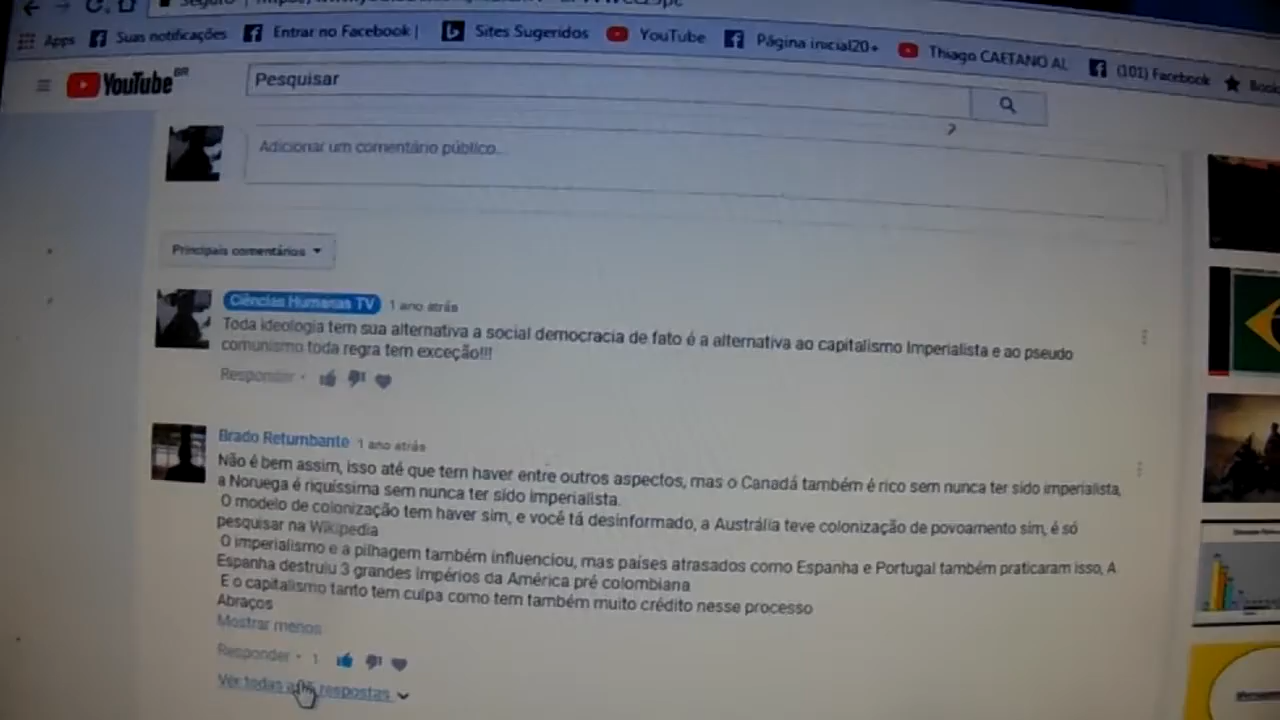 Apps Suas notificações Entrar no Facebook | Sites Sugeridos YouTube Página inicial20+ Thiago CAETANO AL (101) Facebook
YouTube BR
Pesquisar
Adicionar um comentário público...
Principais comentários
Ciências Humanas TV 1 ano atrás
Toda ideologia tem sua alternativa a social democracia de fato é a alternativa ao capitalismo Imperialista e ao pseudo
comunismo toda regra tem exceção!!!
Responder
Brado Retumbante 1 ano atrás
Não é bem assim, isso até que tem haver entre outros aspectos, mas o Canadá também é rico sem nunca ter sido imperialista,
a Noruega é riquíssima sem nunca ter sido imperialista.
O modelo de colonização tem haver sim, e você tá desinformado, a Austrália teve colonização de povoamento sim, é só
pesquisar na Wikipedia
O imperialismo e a pilhagem também influenciou, mas países atrasados como Espanha e Portugal também praticaram isso, A
Espanha destruiu 3 grandes Impérios da América pré colombiana
E o capitalismo tanto tem culpa como tem também muito crédito nesse processo
Abraços
Mostrar menos
Responder 1
Ver todas as respostas